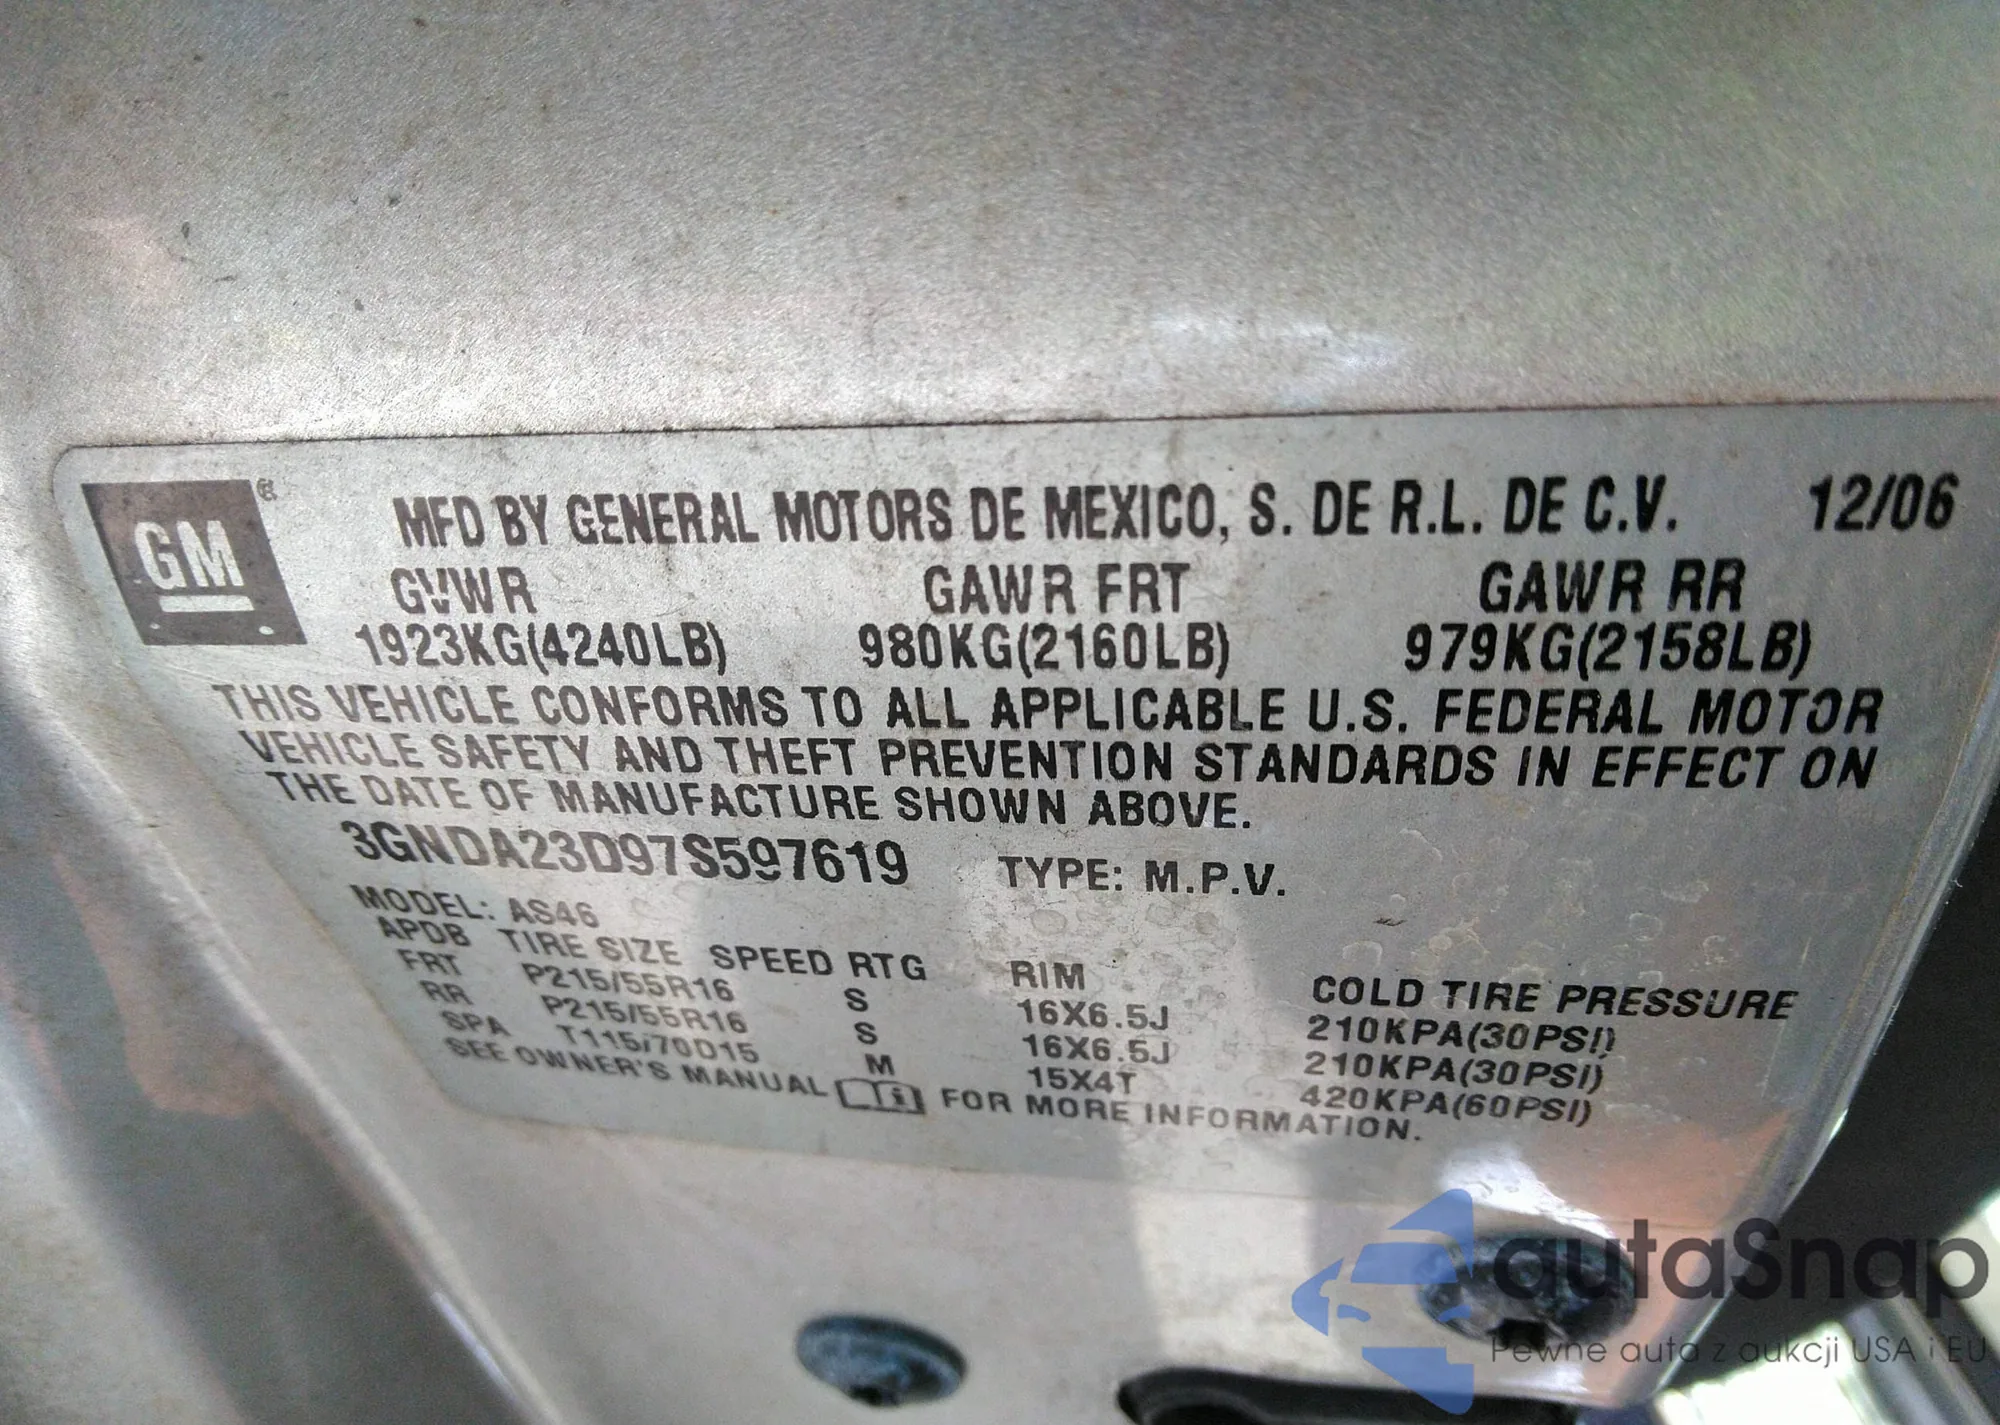 GM ®
MFD BY GENERAL MOTORS DE MEXICO, S. DE R.L. DE C.V. 12/06
GVWR GAWR FRT GAWR RR
1923KG(4240LB) 980KG(2160LB) 979KG(2158LB)
THIS VEHICLE CONFORMS TO ALL APPLICABLE U.S. FEDERAL MOTOR
VEHICLE SAFETY AND THEFT PREVENTION STANDARDS IN EFFECT ON
THE DATE OF MANUFACTURE SHOWN ABOVE.
3GNDA23D97S597619 TYPE: M.P.V.
MODEL: AS46
APDB TIRE SIZE SPEED RTG RIM COLD TIRE PRESSURE
FRT P215/55R16 S 16X6.5J 210KPA(30PSI)
RR P215/55R16 S 16X6.5J 210KPA(30PSI)
SPA T115/70D15 M 15X4T 420KPA(60PSI)
SEE OWNER'S MANUAL FOR MORE INFORMATION.
autaSnap
Pewne auta z aukcji USA i EU